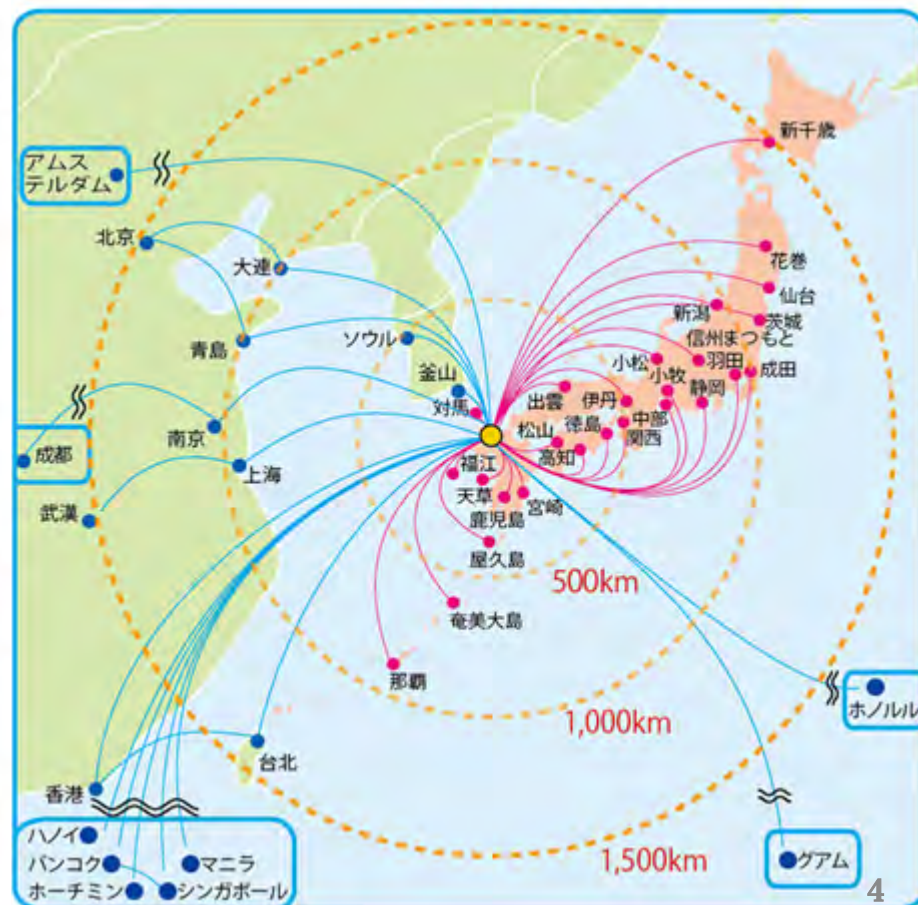 新千歳
アムス
テルダム
北京
花巻
大連
仙台
新潟
茨城
青島
ソウル
信州まつもと
小松
羽田
成田
釜山
小牧
静岡
対馬
出雲
伊丹
中部
南京
松山
徳島
関西
成都
上海
福江
高知
武漢
天草
宮崎
鹿児島
屋久島
500km
奄美大島
那覇
ホノルル
1,000km
台北
香港
ハノイ
バンコク
マニラ
1,500km
グアム
ホーチミン
シンガポール
4